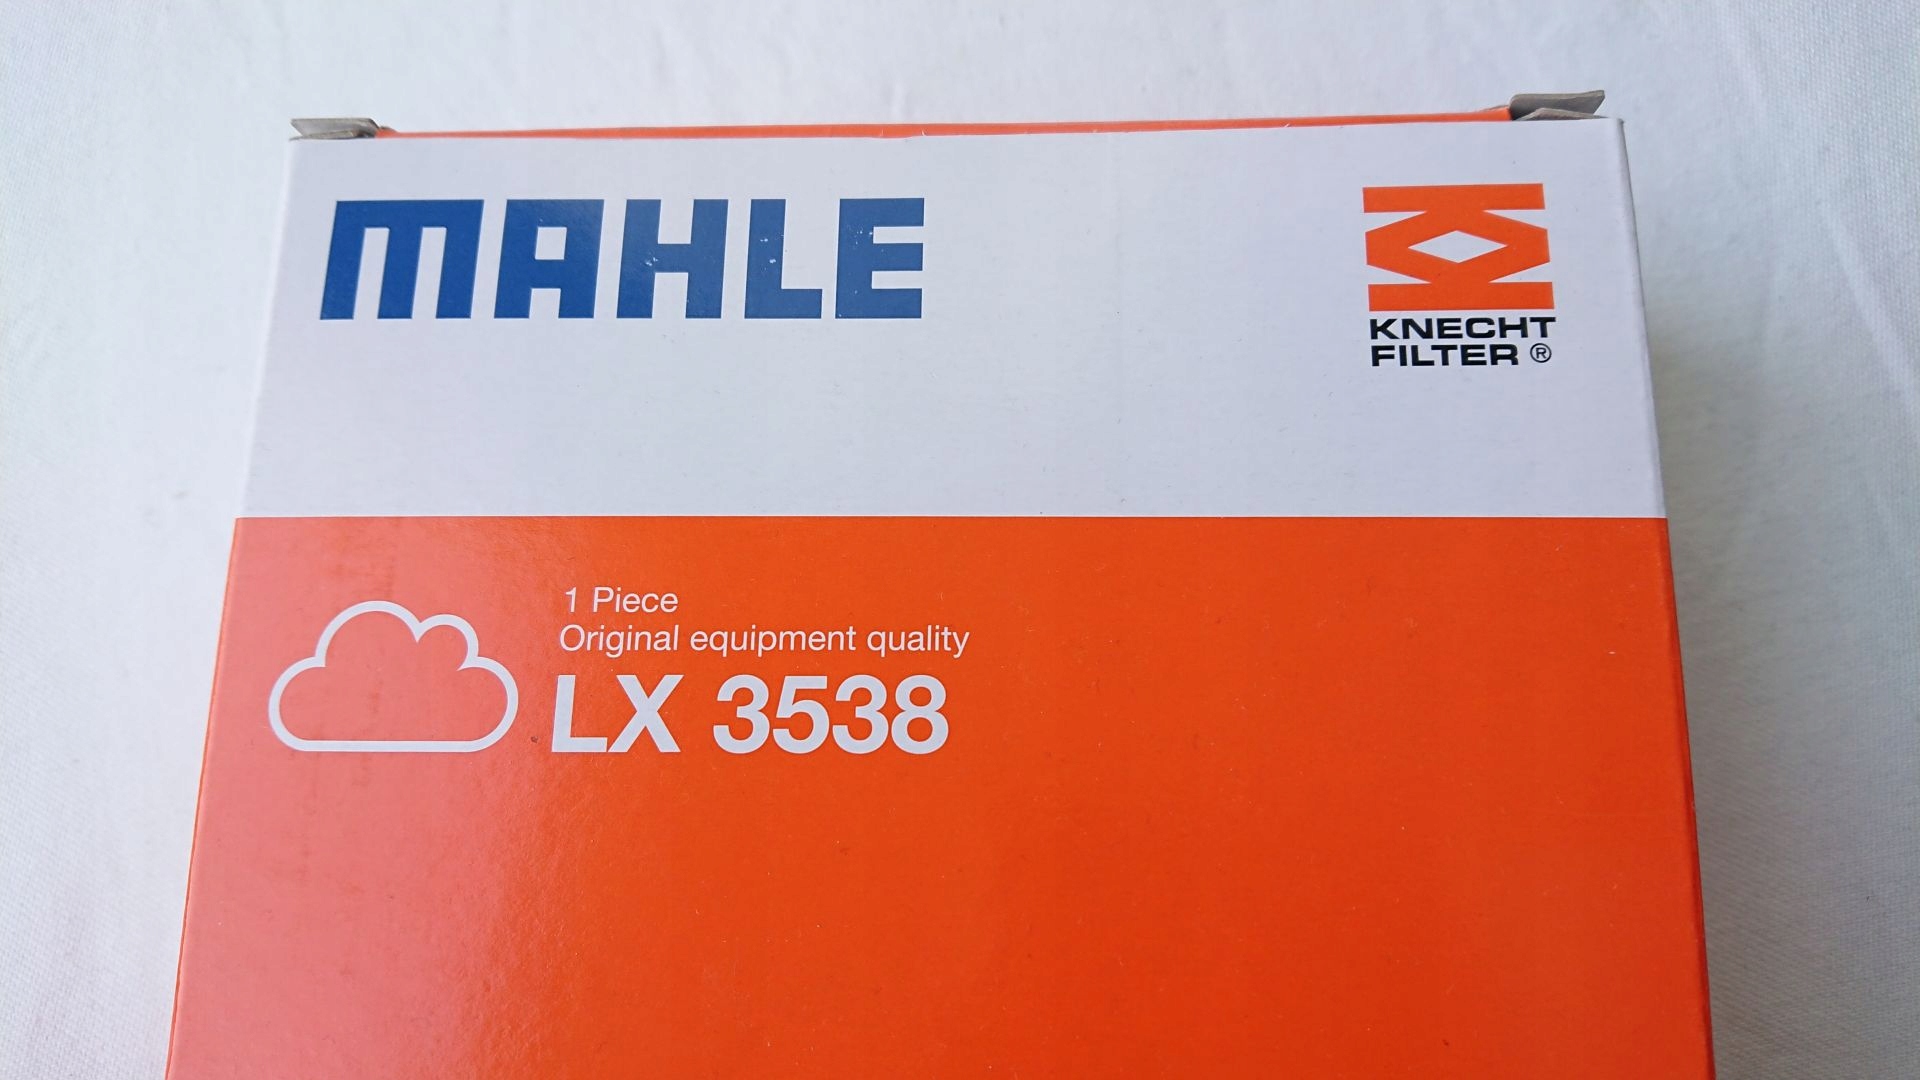 MAHLE
KNECHT
FILTER ®
1 Piece
Original equipment quality
LX 3538